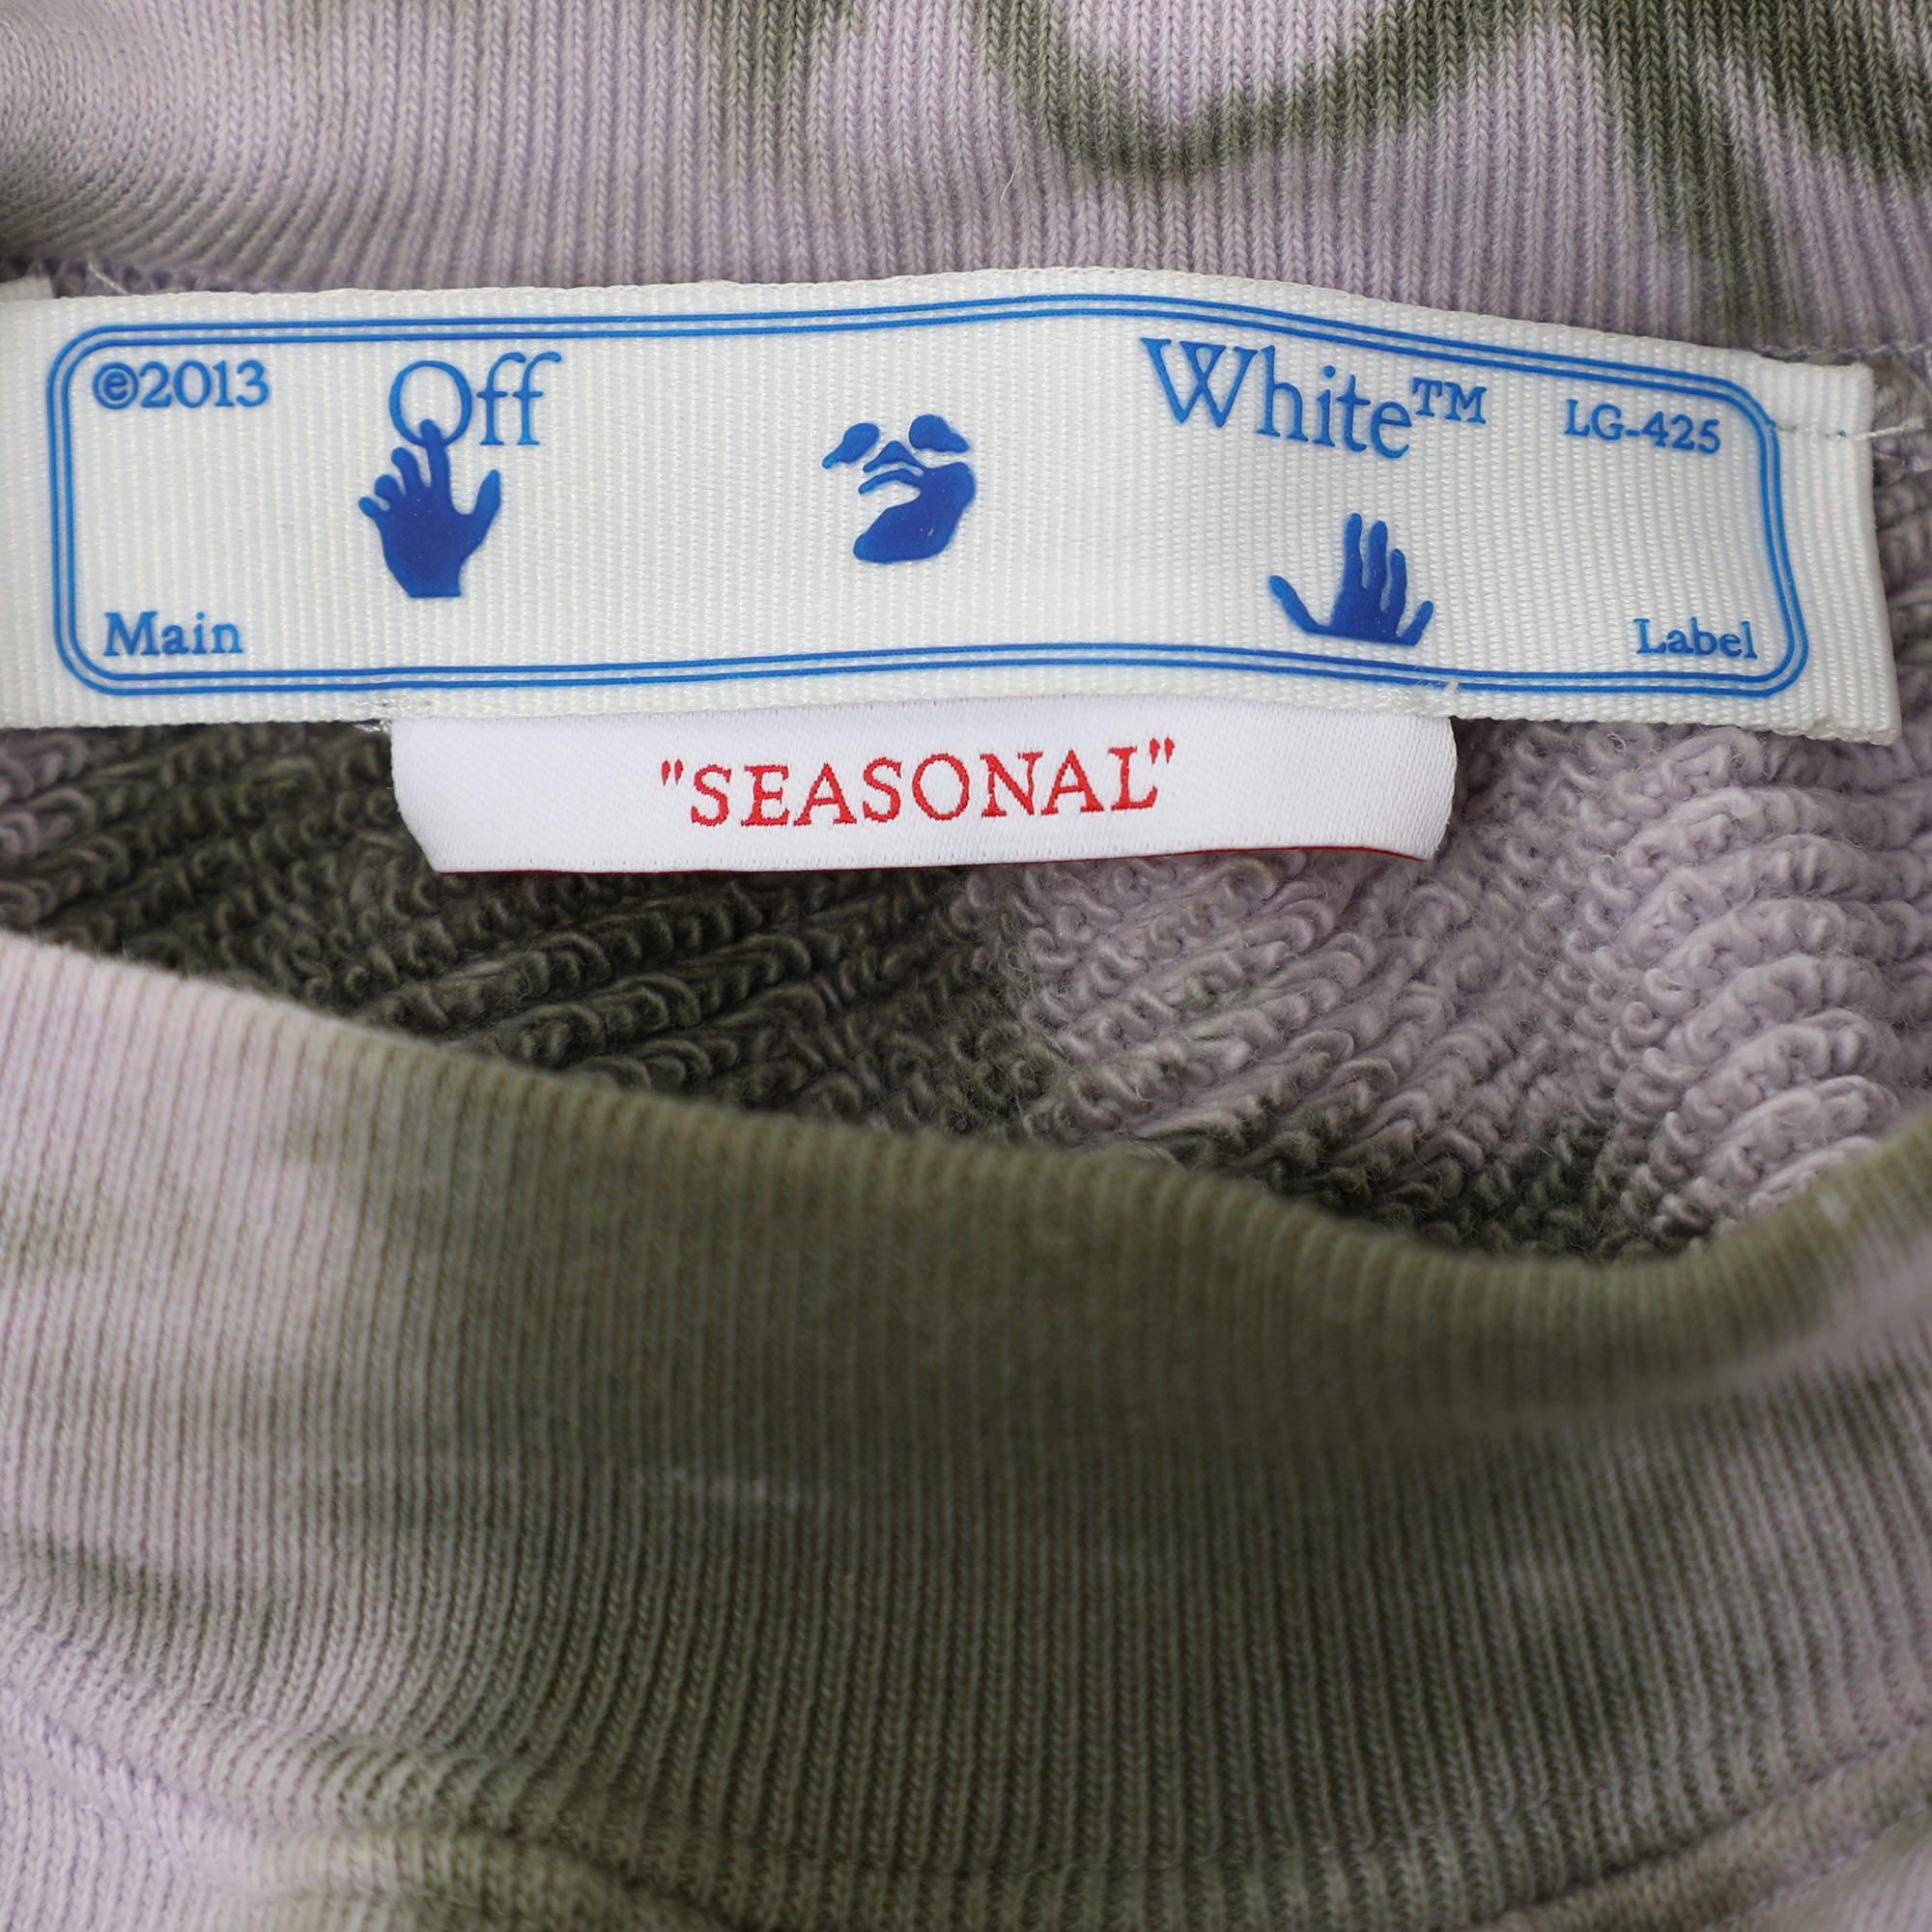 ©2013 Off White™ LG-425
Main Label
"SEASONAL"